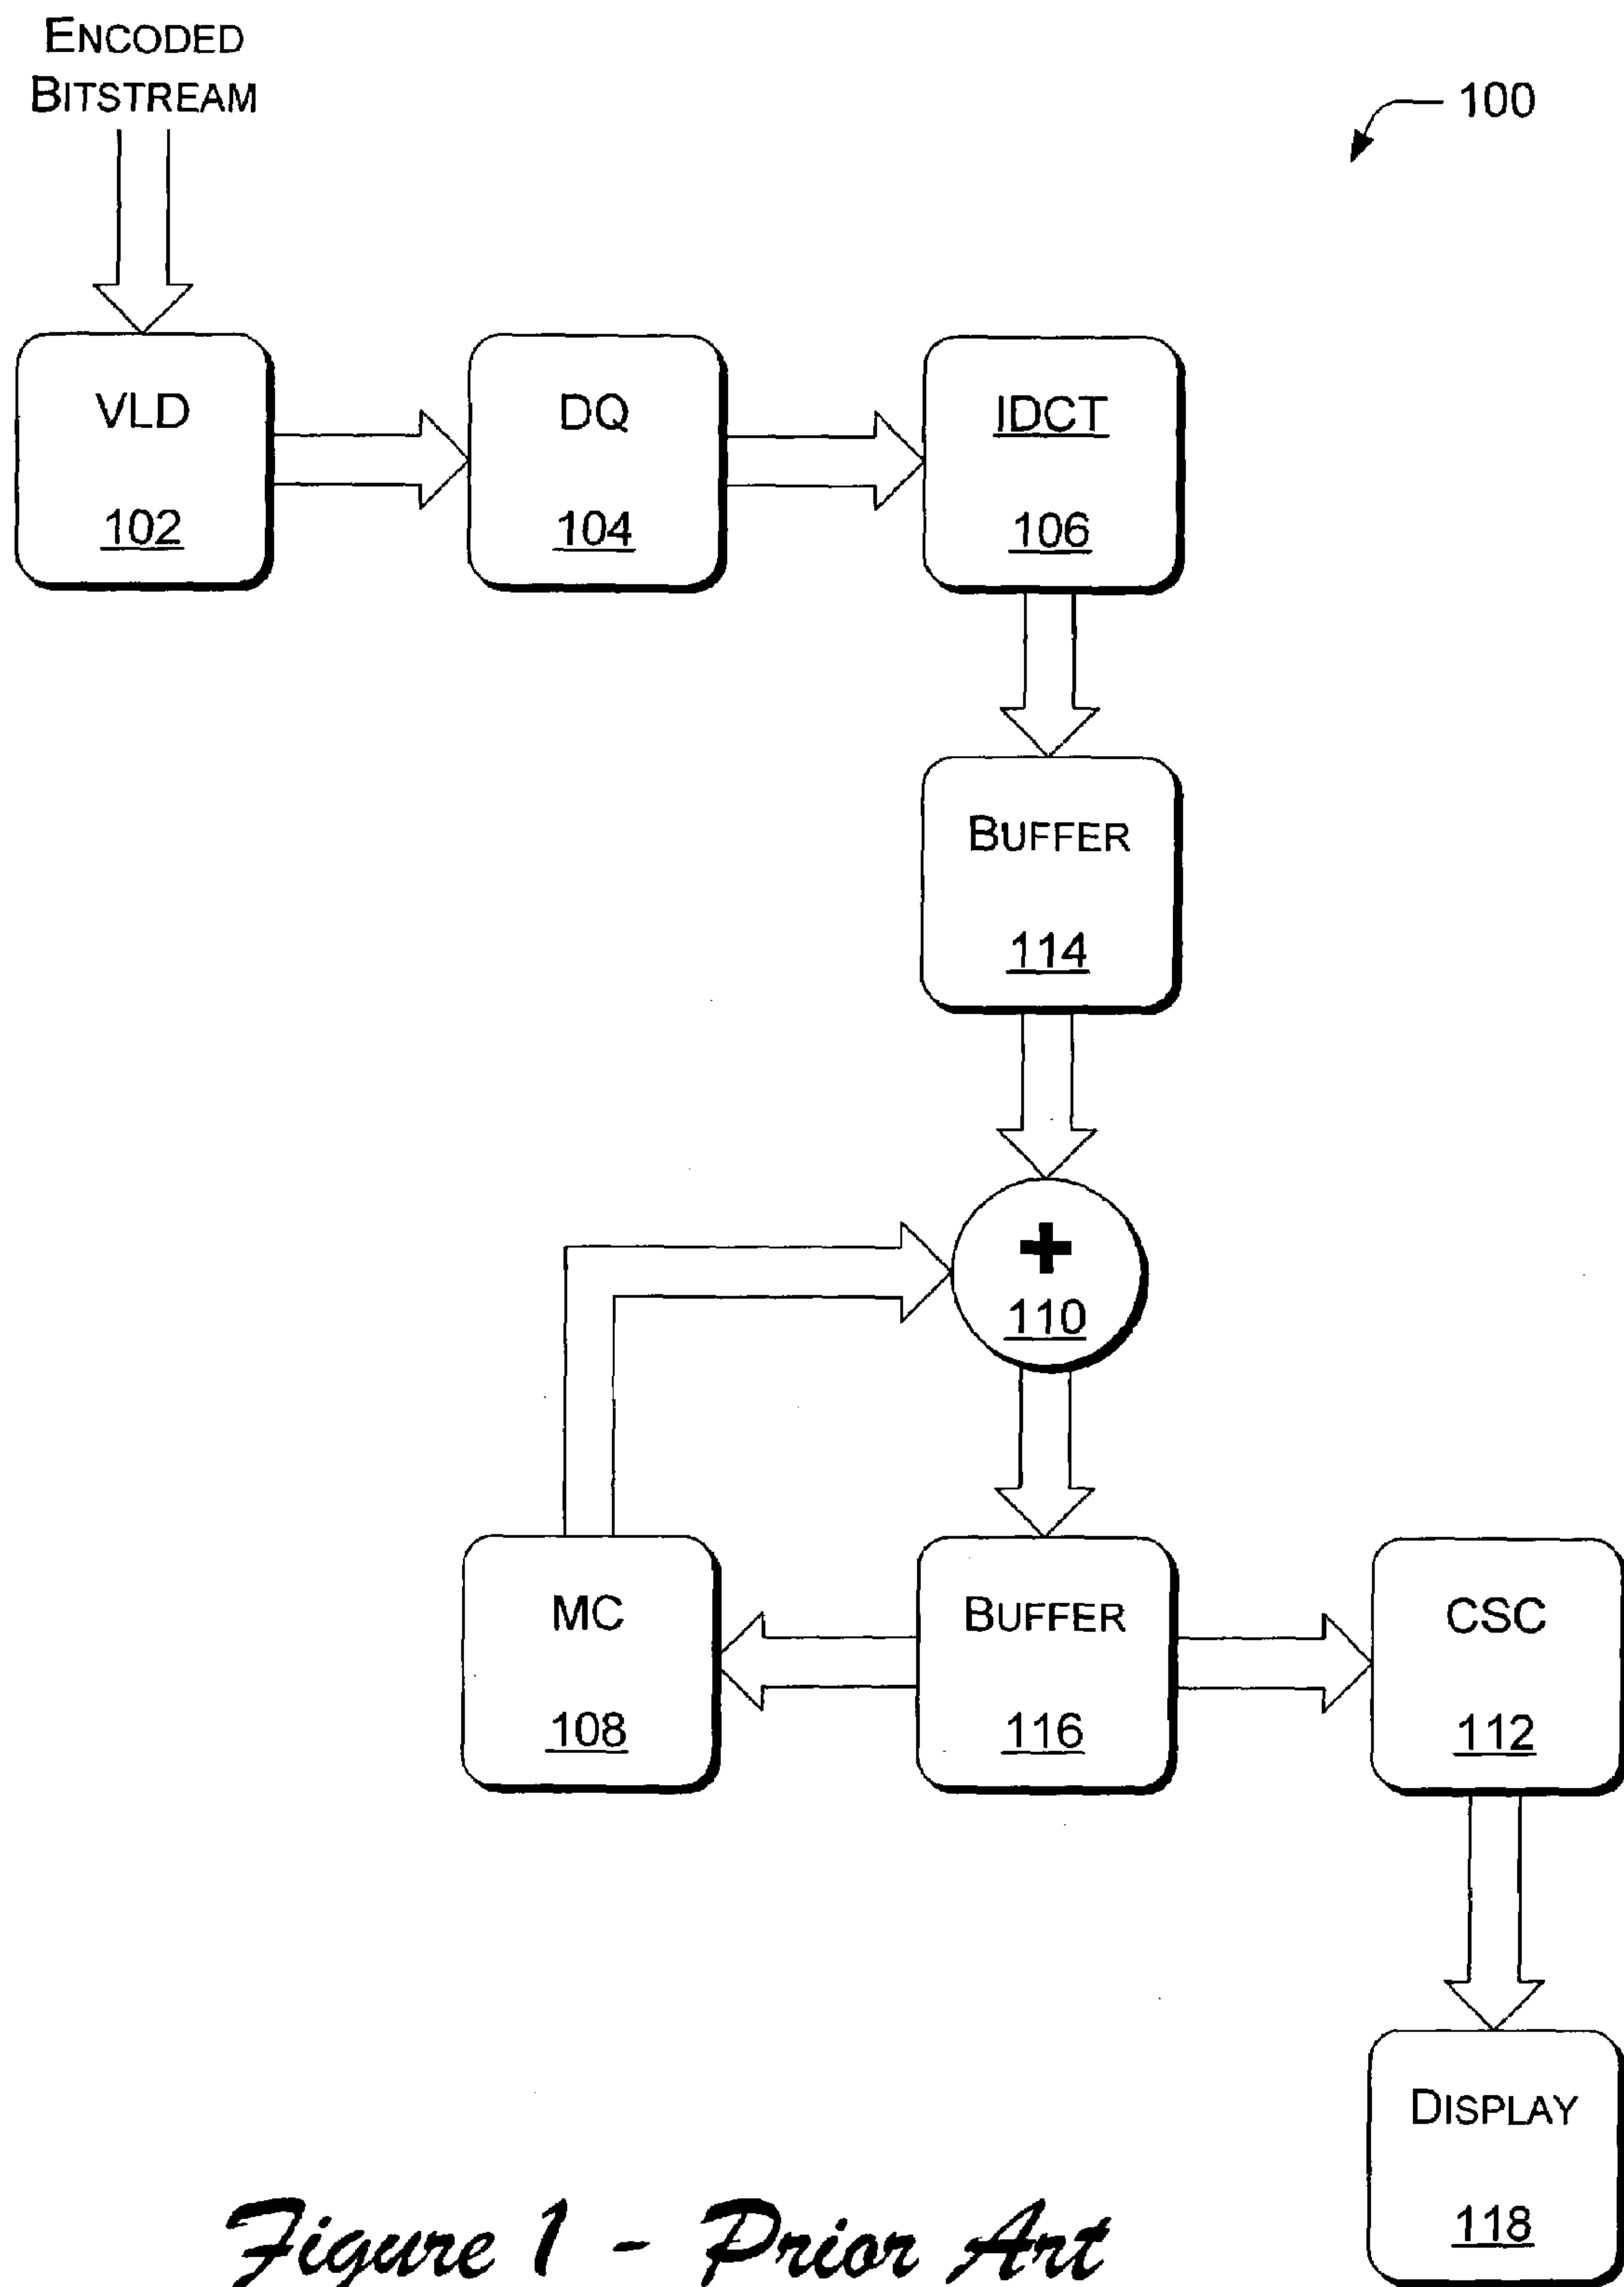 ENCODED
BITSTREAM
100
VLD
102
DQ
104
IDCT
106
BUFFER
114
+
110
MC
108
BUFFER
116
CSC
112
DISPLAY
118
Figure 1 - Prior Art